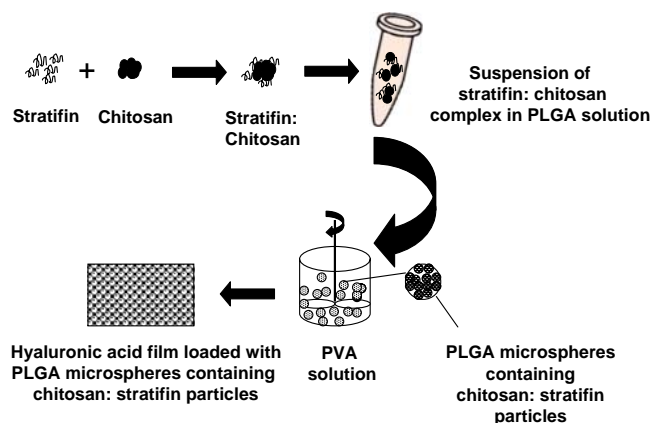 Stratifin
+
Chitosan
Stratifin:
Chitosan
Suspension of
stratifin: chitosan
complex in PLGA solution
Hyaluronic acid film loaded with
PLGA microspheres containing
chitosan: stratifin particles
PVA
solution
PLGA microspheres
containing
chitosan: stratifin
particles